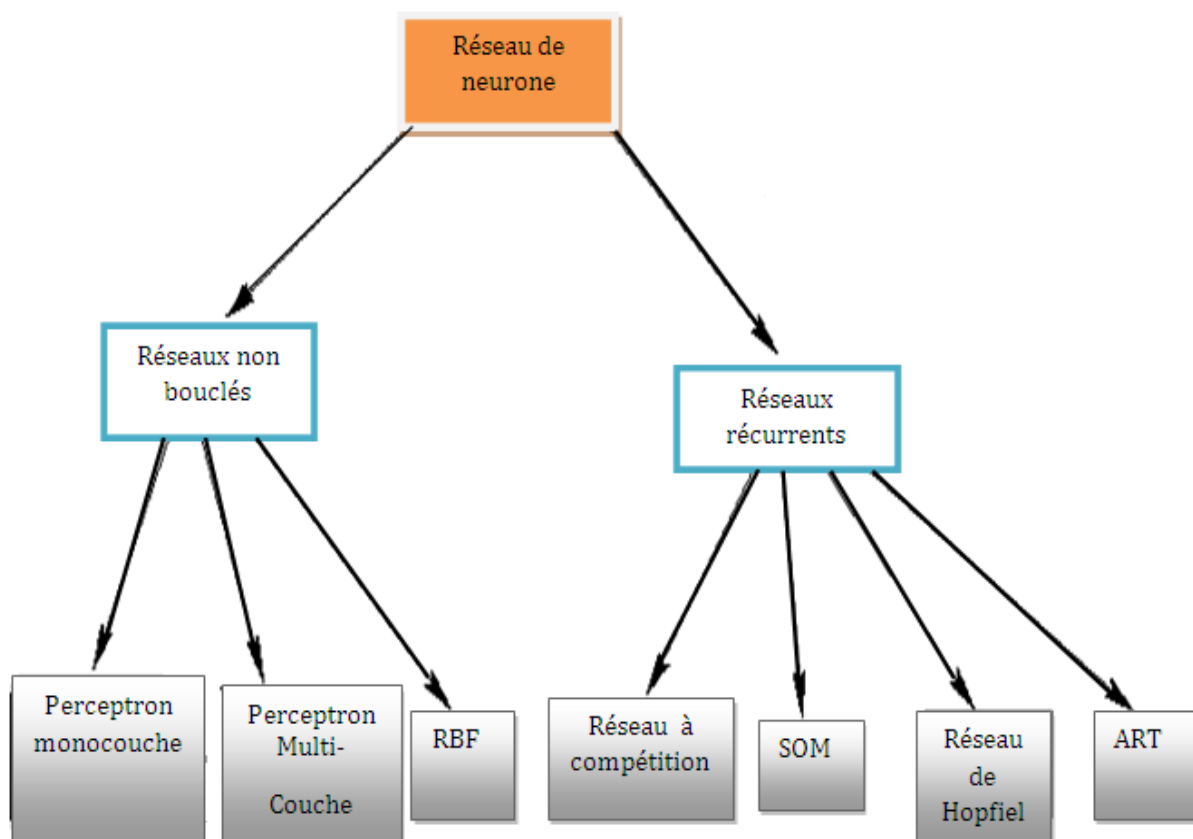 Réseau de
neurone
Réseaux non
bouclés
Réseaux
récurrents
Perceptron
monocouche
Perceptron
Multi-
Couche
RBF
Réseau à
compétition
SOM
Réseau
de
Hopfiel
ART